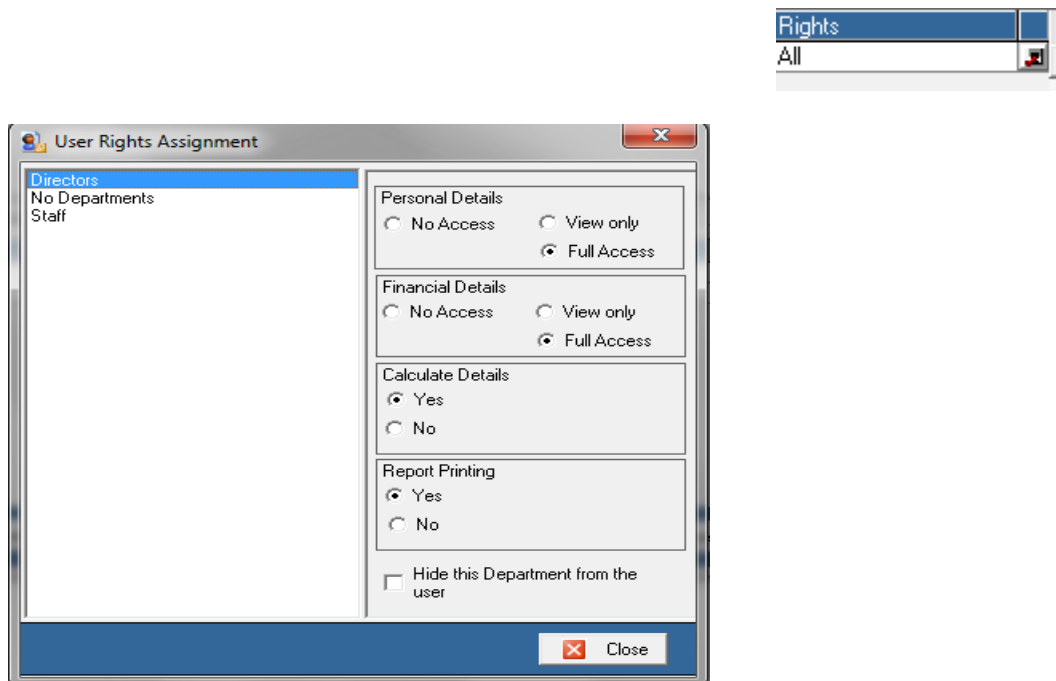 Rights
All
User Rights Assignment
Directors
No Departments
Staff
Personal Details
No Access
View only
Full Access
Financial Details
No Access
View only
Full Access
Calculate Details
Yes
No
Report Printing
Yes
No
Hide this Department from the
user
Close